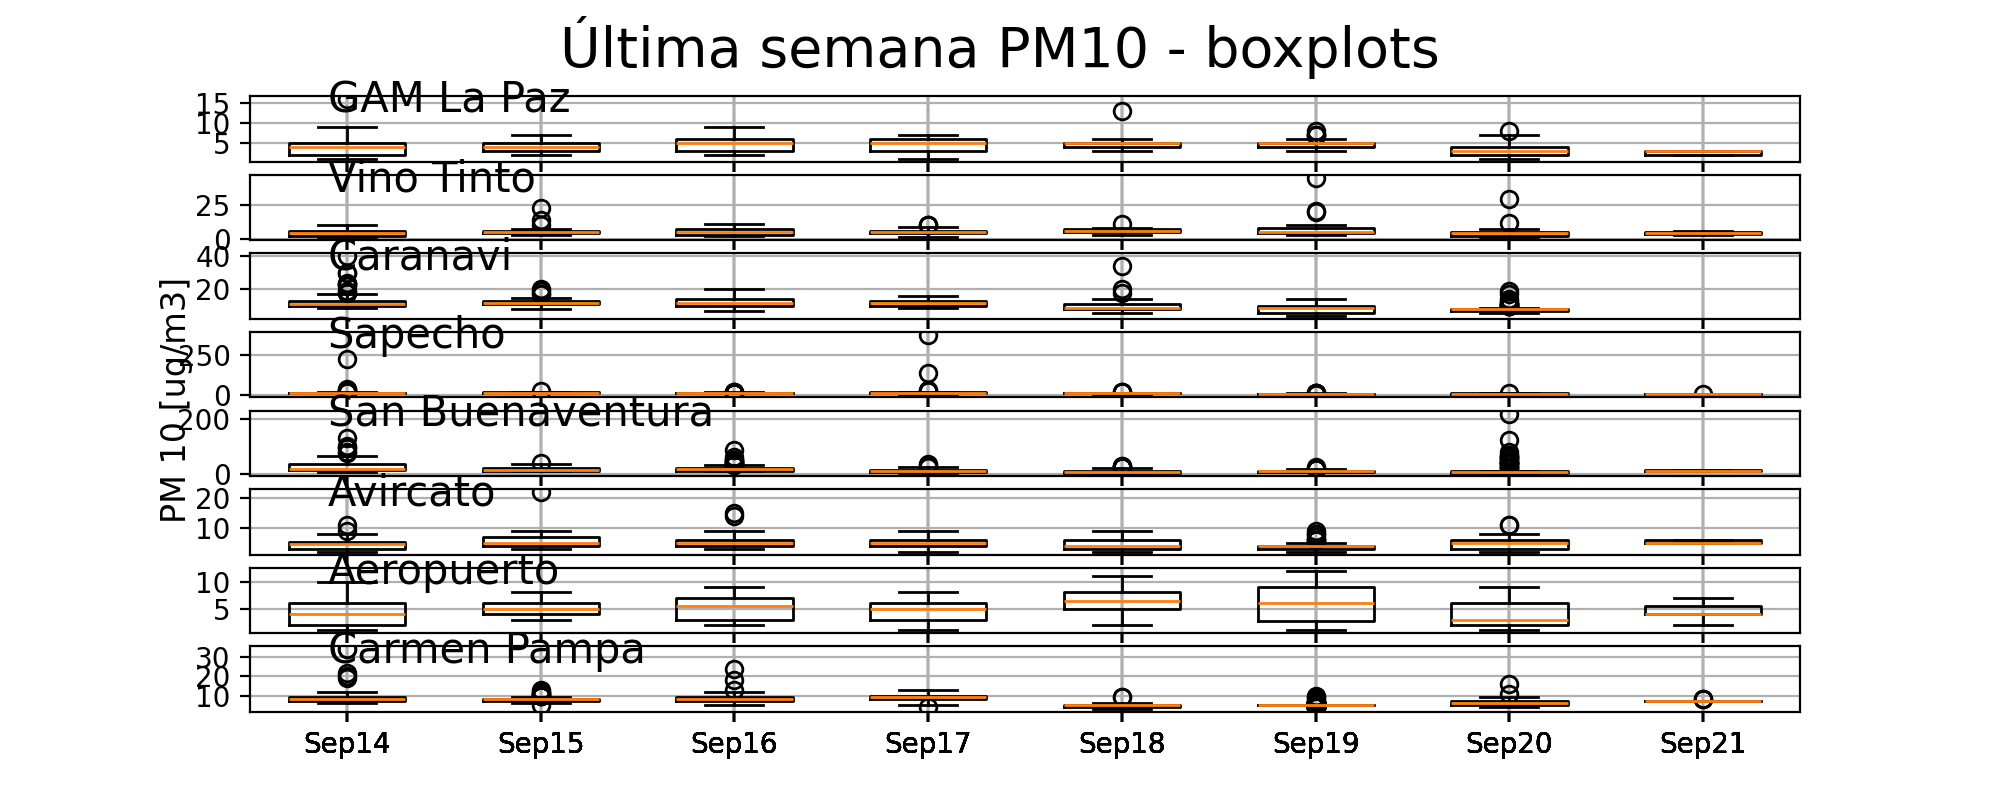 Última semana PM10 - boxplots
GAM La Paz
15
10
5
Vino Tinto
25
0
Caranavi
40
20
Sapecho
250
0
PM 10 [ug/m3]
San Buenaventura
200
0
Avircato
20
10
Aeropuerto
10
5
Carmen Pampa
30
20
10
Sep14 Sep15 Sep16 Sep17 Sep18 Sep19 Sep20 Sep21